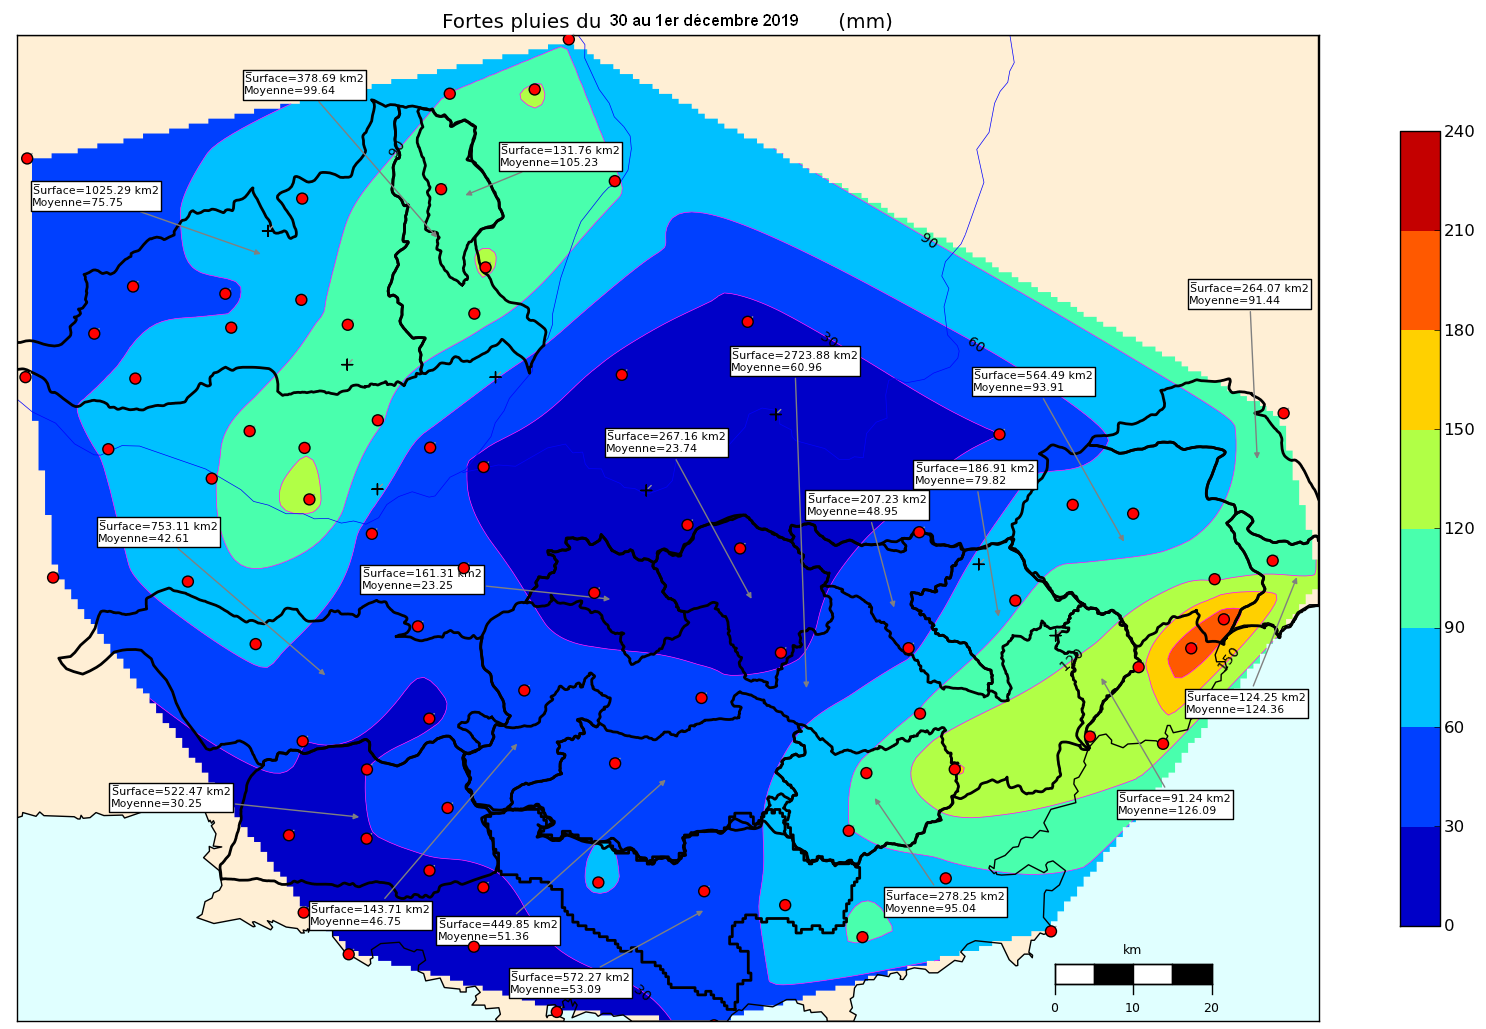 Fortes pluies du 30 au 1er décembre 2019 (mm)
Surface=378.69 km2
Moyenne=99.64
Surface=131.76 km2
Moyenne=105.23
Surface=1025.29 km2
Moyenne=75.75
90
90
Surface=264.07 km2
Moyenne=91.44
30
60
Surface=2723.88 km2
Moyenne=60.96
Surface=564.49 km2
Moyenne=93.91
Surface=267.16 km2
Moyenne=23.74
Surface=186.91 km2
Moyenne=79.82
Surface=207.23 km2
Moyenne=48.95
Surface=753.11 km2
Moyenne=42.61
Surface=161.31 km2
Moyenne=23.25
120
150
Surface=124.25 km2
Moyenne=124.36
Surface=522.47 km2
Moyenne=30.25
Surface=91.24 km2
Moyenne=126.09
Surface=278.25 km2
Moyenne=95.04
Surface=143.71 km2
Moyenne=46.75
Surface=449.85 km2
Moyenne=51.36
Surface=572.27 km2
Moyenne=53.09
30
km
0 10 20
240
210
180
150
120
90
60
30
0